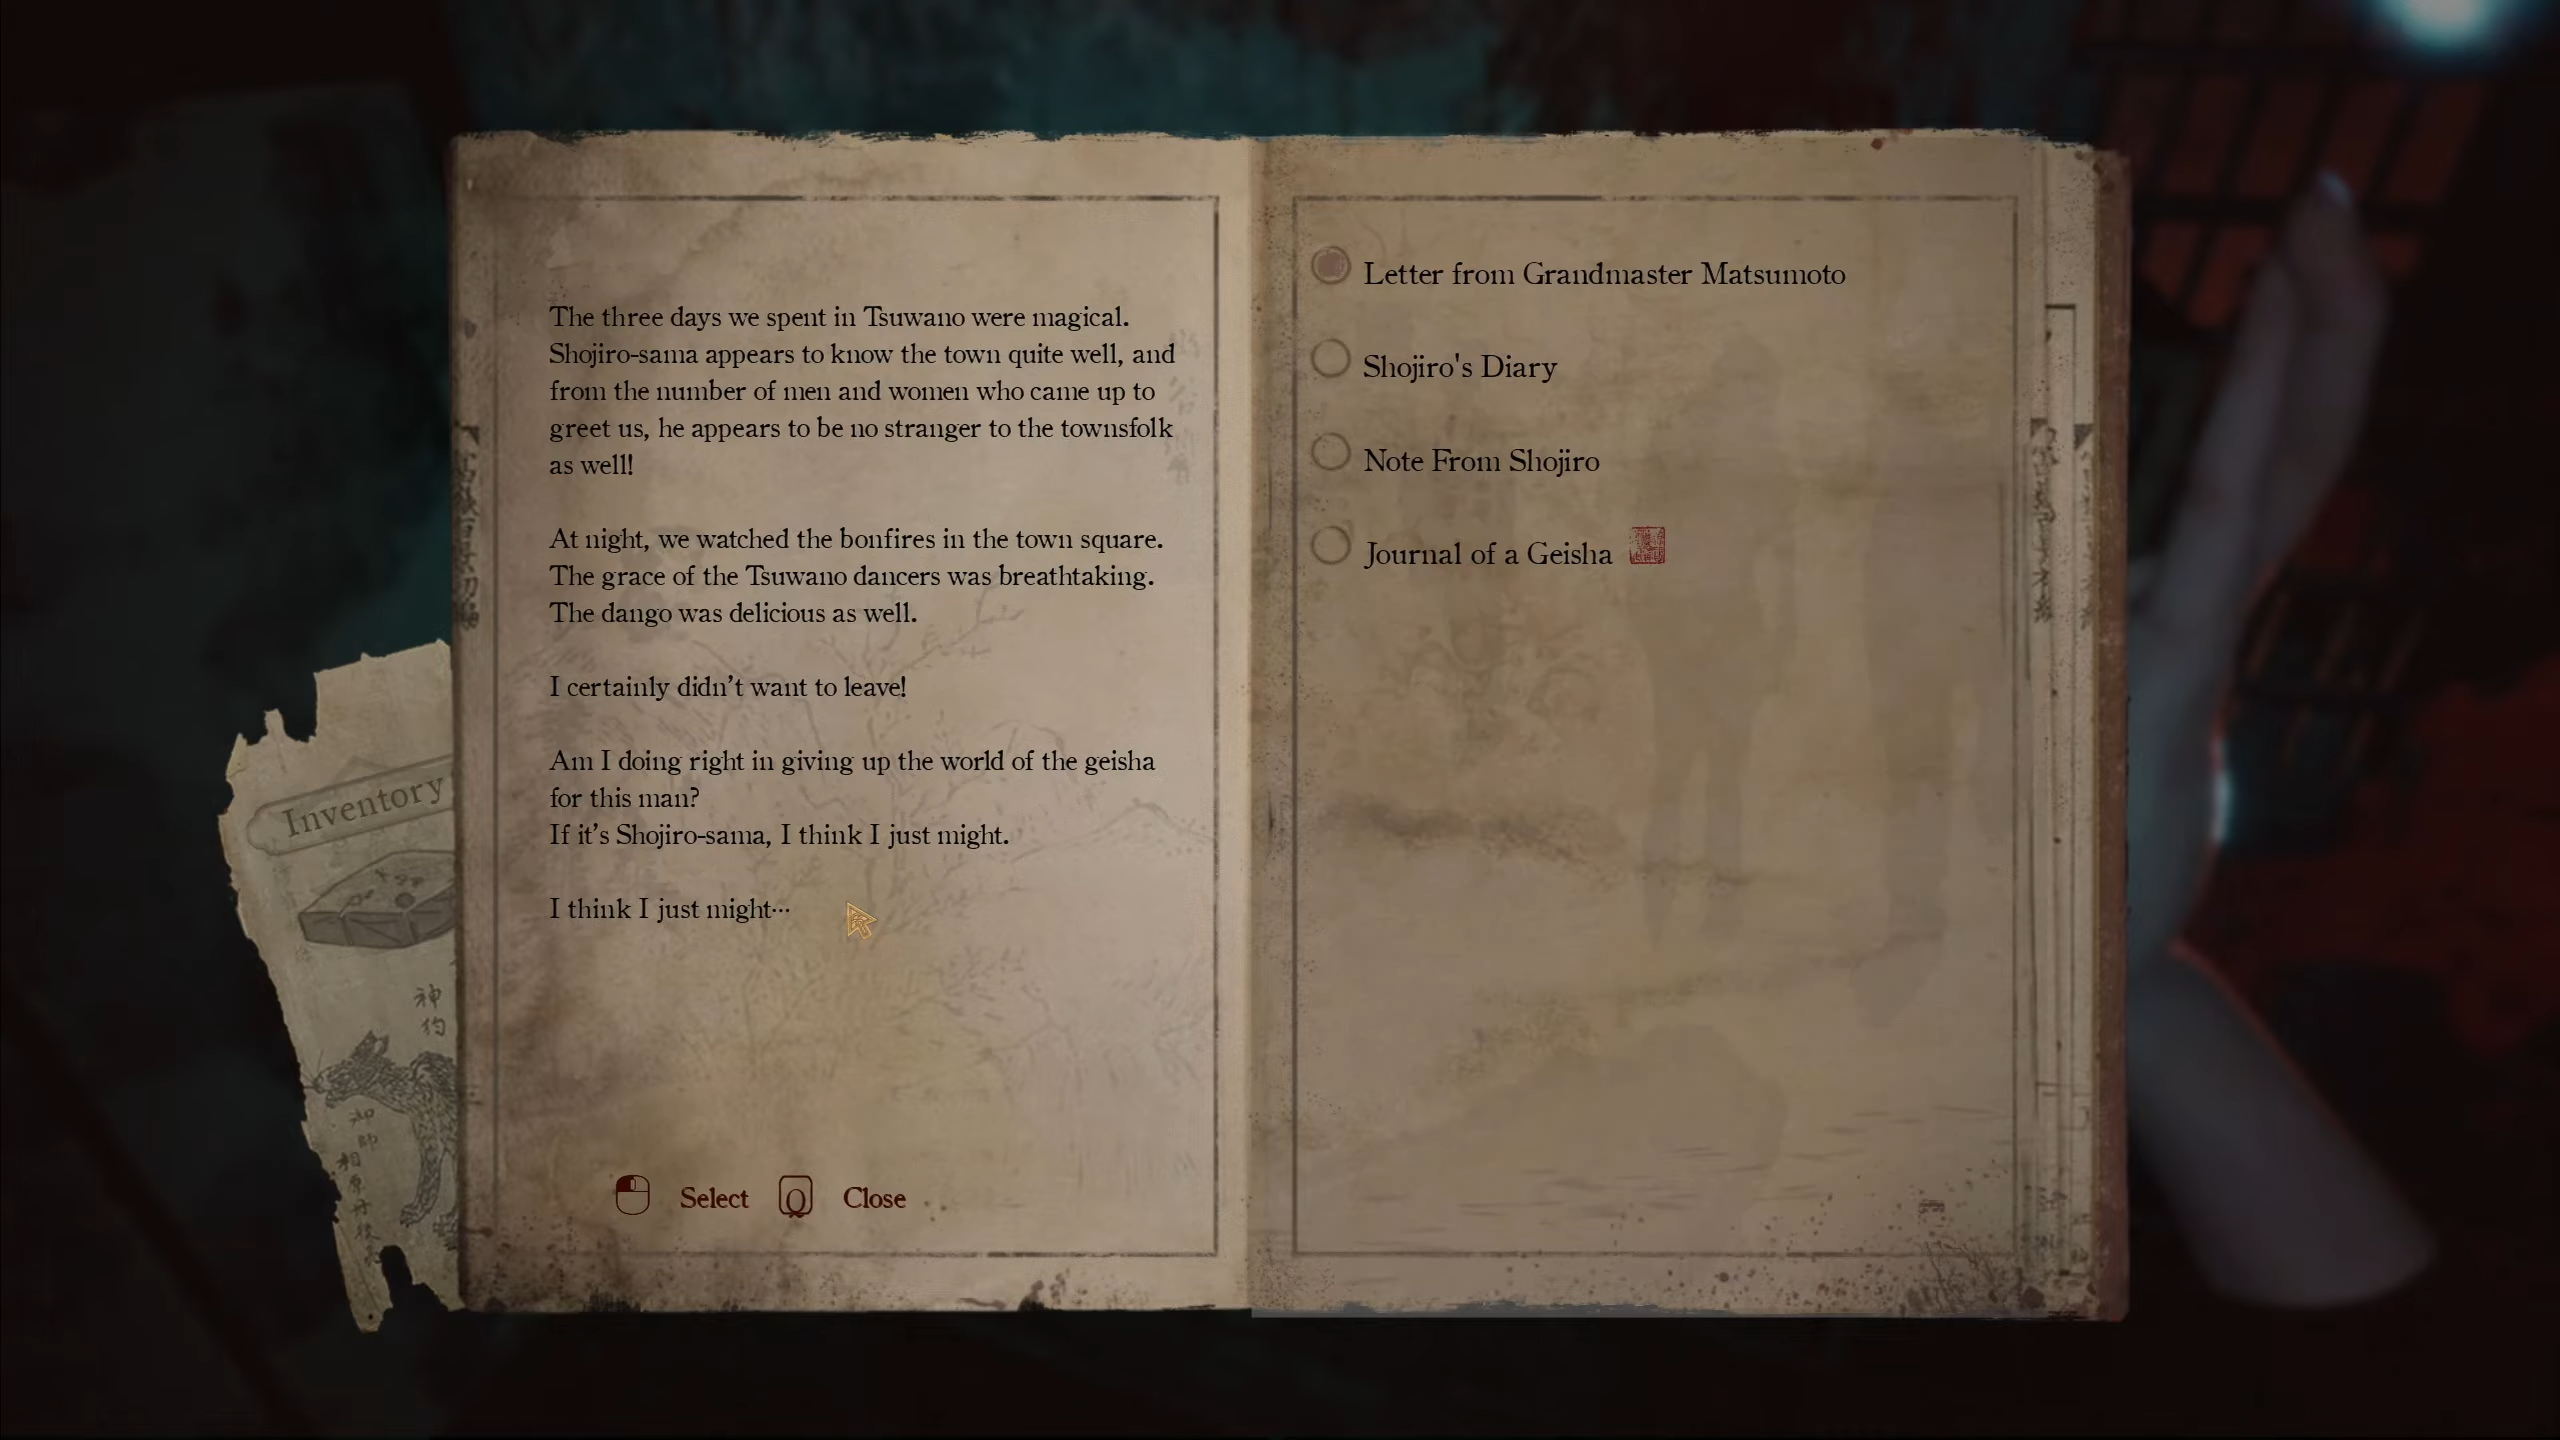 The three days we spent in Tsuwano were magical.
Shojiro-sama appears to know the town quite well, and
from the number of men and women who came up to
greet us, he appears to be no stranger to the townsfolk
as well!
At night, we watched the bonfires in the town square.
The grace of the Tsuwano dancers was breathtaking.
The dango was delicious as well.
I certainly didn't want to leave!
Am I doing right in giving up the world of the geisha
for this man?
If it's Shojiro-sama, I think I just might.
I think I just might···
Q
Select
Close
Letter from Grandmaster Matsumoto
Shojiro's Diary
Note From Shojiro
Journal of a Geisha
Inventory
神
約